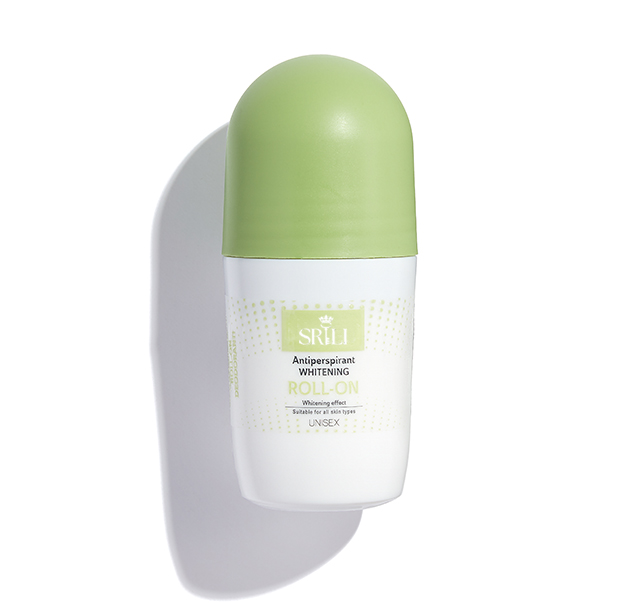 SRILI
Antiperspirant
WHITENING
ROLL-ON
Whitening effect
Suitable for all skin types
UNISEX